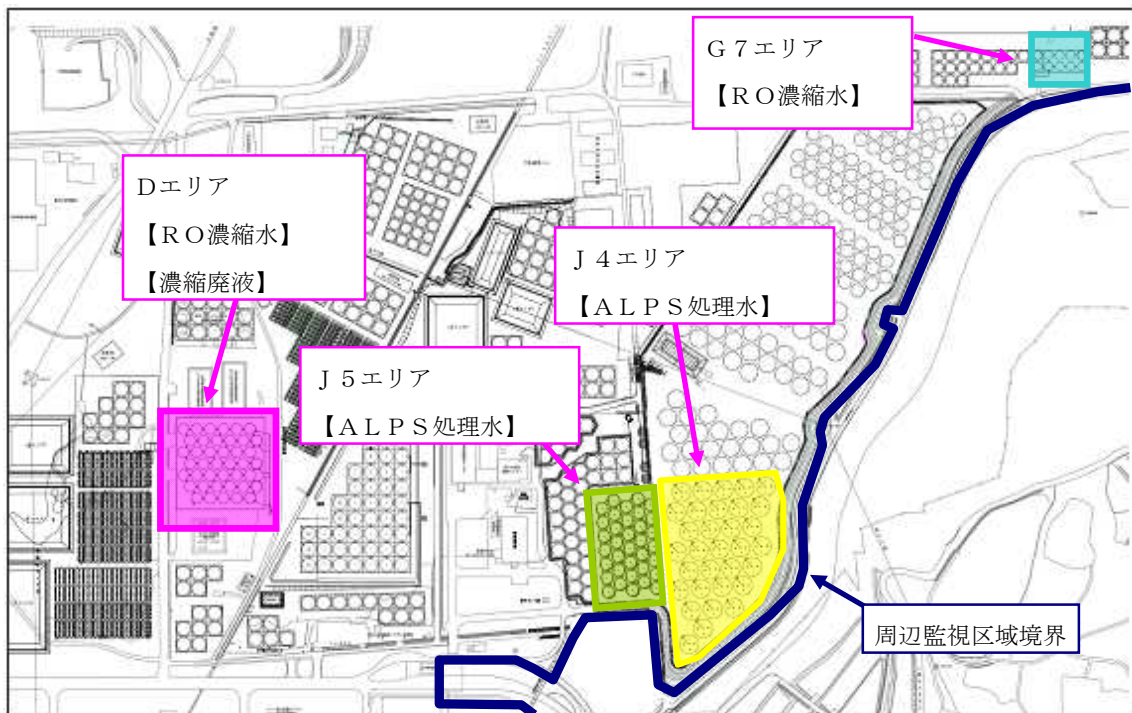 G7エリア
【RO濃縮水】
Dエリア
【RO濃縮水】
【濃縮廃液】
J4エリア
【ALPS処理水】
J5エリア
【ALPS処理水】
周辺監視区域境界